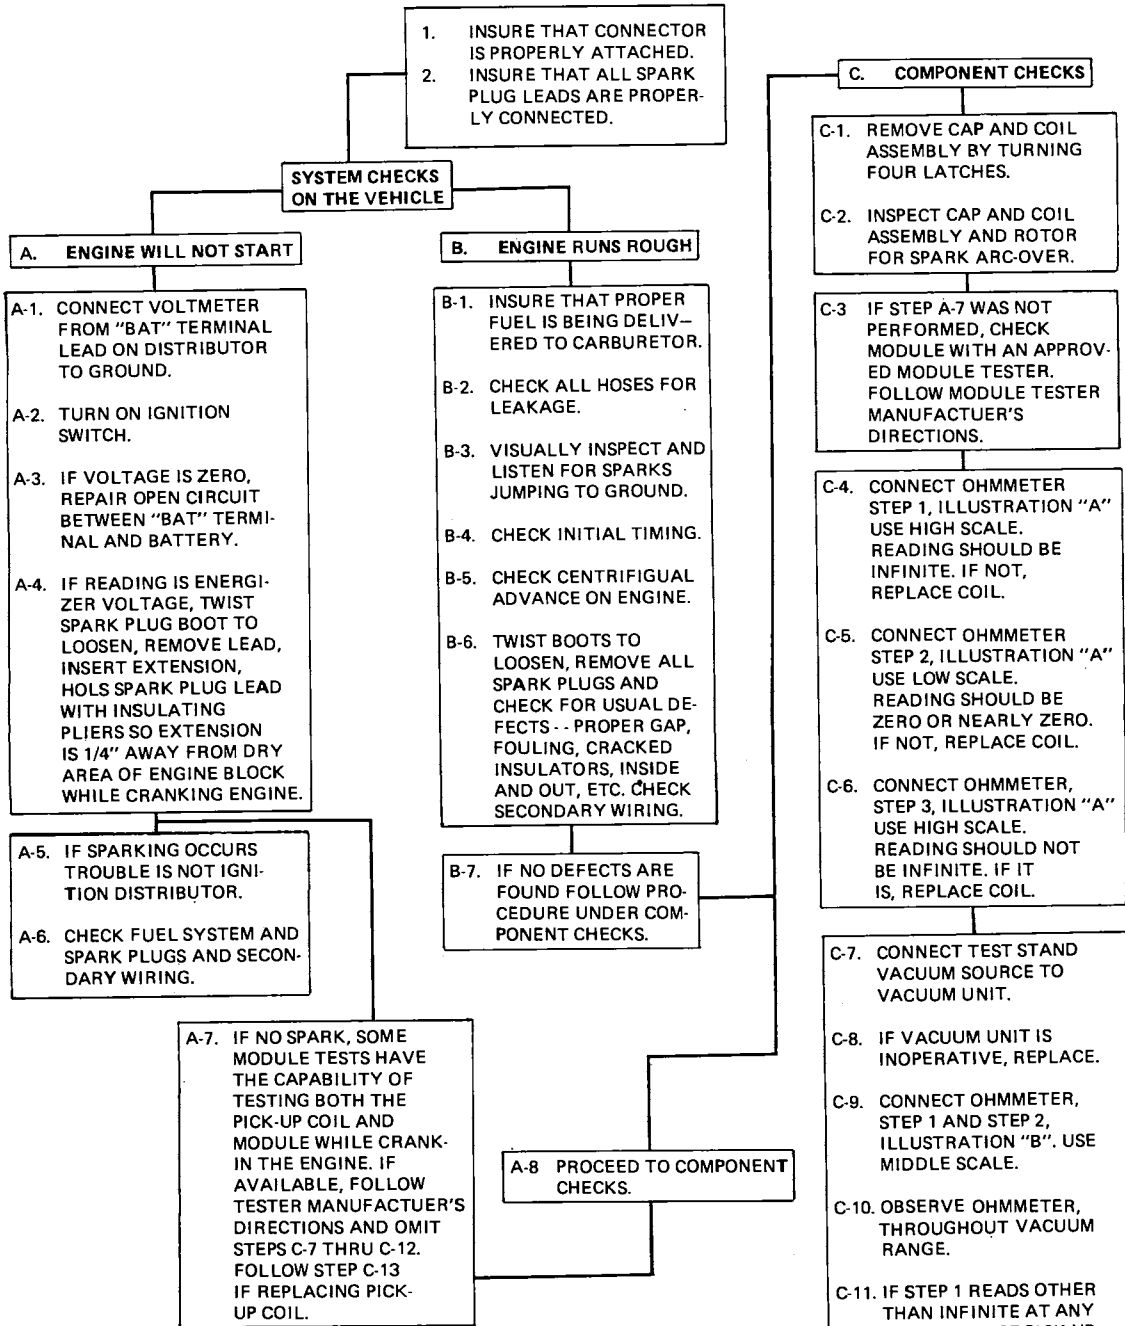 1. INSURE THAT CONNECTOR
IS PROPERLY ATTACHED.
2. INSURE THAT ALL SPARK
PLUG LEADS ARE PROPER-
LY CONNECTED.
SYSTEM CHECKS
ON THE VEHICLE
A. ENGINE WILL NOT START
A-1. CONNECT VOLTMETER
FROM "BAT" TERMINAL
LEAD ON DISTRIBUTOR
TO GROUND.
A-2. TURN ON IGNITION
SWITCH.
A-3. IF VOLTAGE IS ZERO,
REPAIR OPEN CIRCUIT
BETWEEN "BAT" TERMI-
NAL AND BATTERY.
A-4. IF READING IS ENERGI-
ZER VOLTAGE, TWIST
SPARK PLUG BOOT TO
LOOSEN, REMOVE LEAD,
INSERT EXTENSION,
HOLS SPARK PLUG LEAD
WITH INSULATING
PLIERS SO EXTENSION
IS 1/4" AWAY FROM DRY
AREA OF ENGINE BLOCK
WHILE CRANKING ENGINE.
A-5. IF SPARKING OCCURS
TROUBLE IS NOT IGNI-
TION DISTRIBUTOR.
A-6. CHECK FUEL SYSTEM AND
SPARK PLUGS AND SECON-
DARY WIRING.
A-7. IF NO SPARK, SOME
MODULE TESTS HAVE
THE CAPABILITY OF
TESTING BOTH THE
PICK-UP COIL AND
MODULE WHILE CRANK-
IN THE ENGINE. IF
AVAILABLE, FOLLOW
TESTER MANUFACTUER'S
DIRECTIONS AND OMIT
STEPS C-7 THRU C-12.
FOLLOW STEP C-13
IF REPLACING PICK-
UP COIL.
A-8 PROCEED TO COMPONENT
CHECKS.
B. ENGINE RUNS ROUGH
B-1. INSURE THAT PROPER
FUEL IS BEING DELIV-
ERED TO CARBURETOR.
B-2. CHECK ALL HOSES FOR
LEAKAGE.
B-3. VISUALLY INSPECT AND
LISTEN FOR SPARKS
JUMPING TO GROUND.
B-4. CHECK INITIAL TIMING.
B-5. CHECK CENTRIFIGUAL
ADVANCE ON ENGINE.
B-6. TWIST BOOTS TO
LOOSEN, REMOVE ALL
SPARK PLUGS AND
CHECK FOR USUAL DE-
FECTS -- PROPER GAP,
FOULING, CRACKED
INSULATORS, INSIDE
AND OUT, ETC. CHECK
SECONDARY WIRING.
B-7. IF NO DEFECTS ARE
FOUND FOLLOW PRO-
CEDURE UNDER COM-
PONENT CHECKS.
C. COMPONENT CHECKS
C-1. REMOVE CAP AND COIL
ASSEMBLY BY TURNING
FOUR LATCHES.
C-2. INSPECT CAP AND COIL
ASSEMBLY AND ROTOR
FOR SPARK ARC-OVER.
C-3 IF STEP A-7 WAS NOT
PERFORMED, CHECK
MODULE WITH AN APPROV-
ED MODULE TESTER.
FOLLOW MODULE TESTER
MANUFACTUER'S
DIRECTIONS.
C-4. CONNECT OHMMETER
STEP 1, ILLUSTRATION "A"
USE HIGH SCALE.
READING SHOULD BE
INFINITE. IF NOT,
REPLACE COIL.
C-5. CONNECT OHMMETER
STEP 2, ILLUSTRATION "A"
USE LOW SCALE.
READING SHOULD BE
ZERO OR NEARLY ZERO.
IF NOT, REPLACE COIL.
C-6. CONNECT OHMMETER,
STEP 3, ILLUSTRATION "A"
USE HIGH SCALE.
READING SHOULD NOT
BE INFINITE. IF IT
IS, REPLACE COIL.
C-7. CONNECT TEST STAND
VACUUM SOURCE TO
VACUUM UNIT.
C-8. IF VACUUM UNIT IS
INOPERATIVE, REPLACE.
C-9. CONNECT OHMMETER,
STEP 1 AND STEP 2,
ILLUSTRATION "B". USE
MIDDLE SCALE.
C-10. OBSERVE OHMMETER,
THROUGHOUT VACUUM
RANGE.
C-11. IF STEP 1 READS OTHER
THAN INFINITE AT ANY